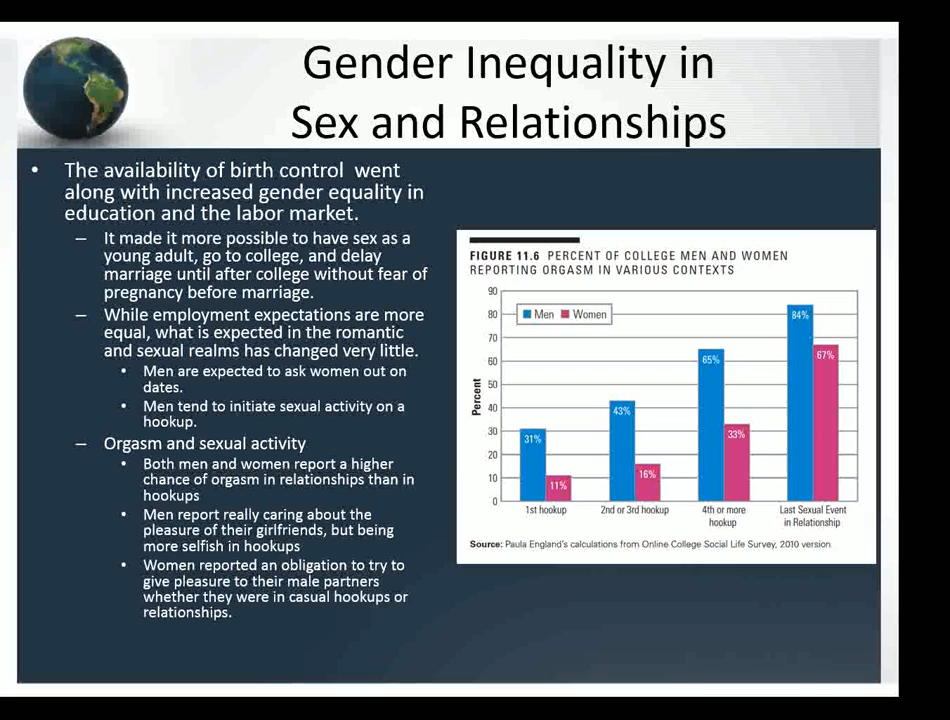 Gender Inequality in
Sex and Relationships
• The availability of birth control went
along with increased gender equality in
education and the labor market.
– It made it more possible to have sex as a
young adult, go to college, and delay
marriage until after college without fear of
pregnancy before marriage.
– While employment expectations are more
equal, what is expected in the romantic
and sexual realms has changed very little.
• Men are expected to ask women out on
dates.
• Men tend to initiate sexual activity on a
hookup.
– Orgasm and sexual activity
• Both men and women report a higher
chance of orgasm in relationships than in
hookups
• Men report really caring about the
pleasure of their girlfriends, but being
more selfish in hookups
• Women reported an obligation to try to
give pleasure to their male partners
whether they were in casual hookups or
relationships.
FIGURE 11.6 PERCENT OF COLLEGE MEN AND WOMEN
REPORTING ORGASM IN VARIOUS CONTEXTS
Percent
90
80
70
60
50
40
30
20
10
0
Men Women
31%
11%
43%
16%
65%
33%
84%
67%
1st hookup
2nd or 3rd hookup
4th or more
hookup
Last Sexual Event
in Relationship
Source: Paula England's calculations from Online College Social Life Survey, 2010 version